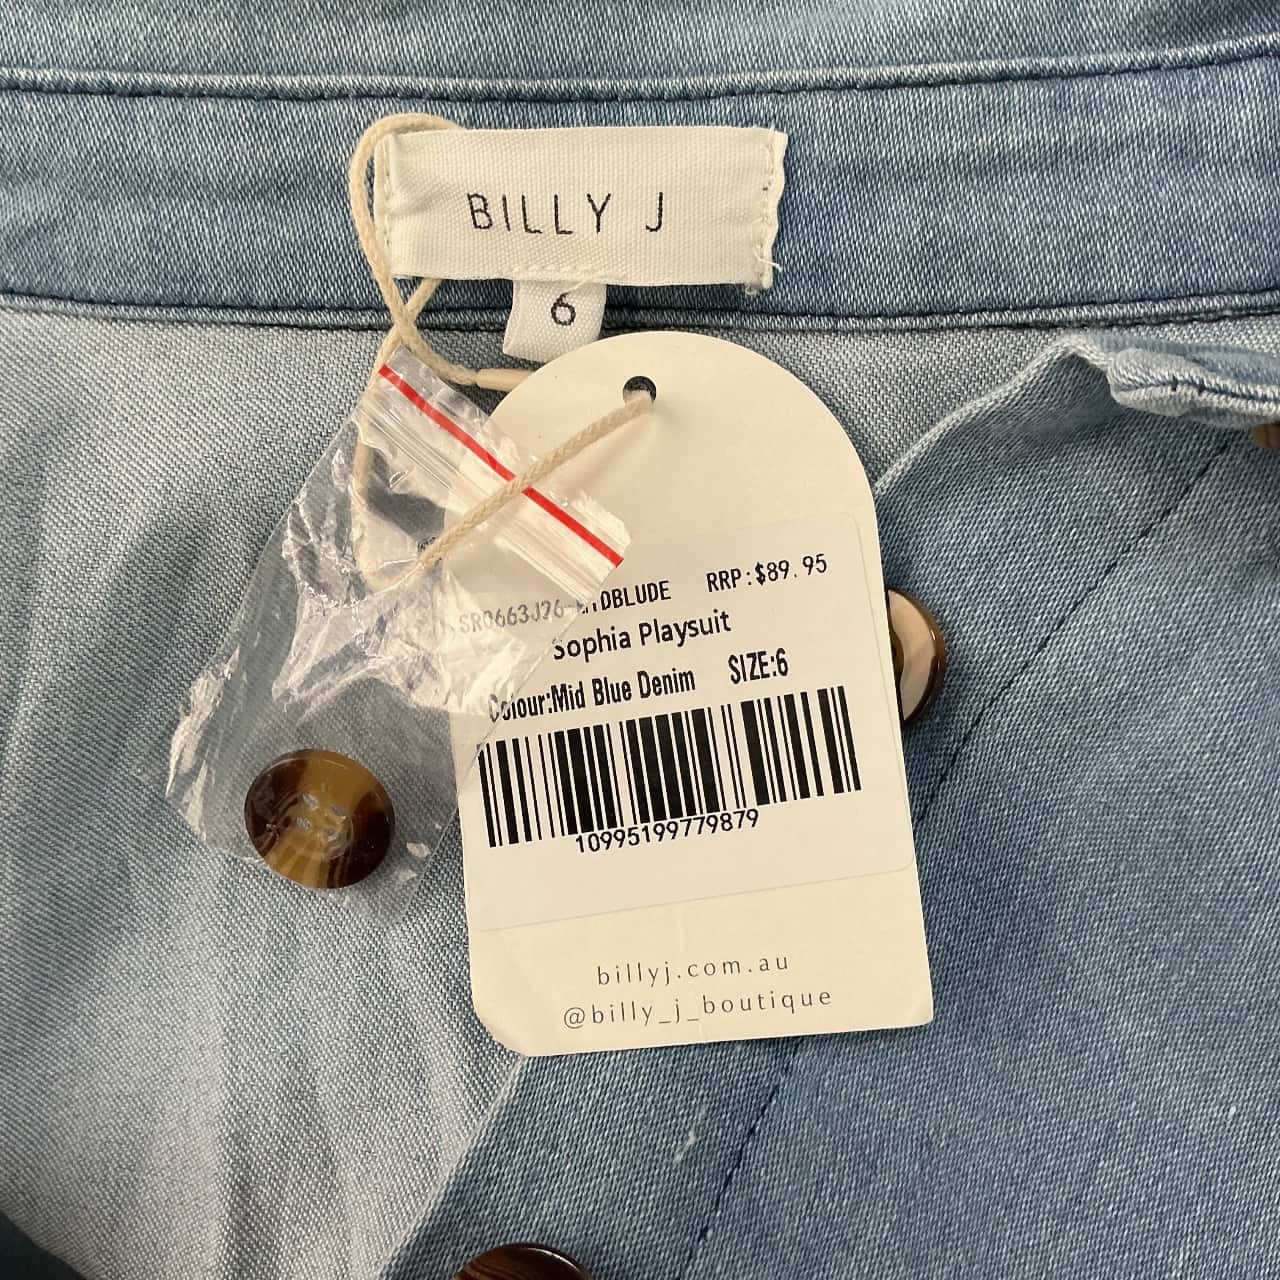 BILLY J
6
RRP:$89.95
Sophia Playsuit
Colour:Mid Blue Denim SIZE:6
10995199779879
billyj.com.au
@billy_j_boutique